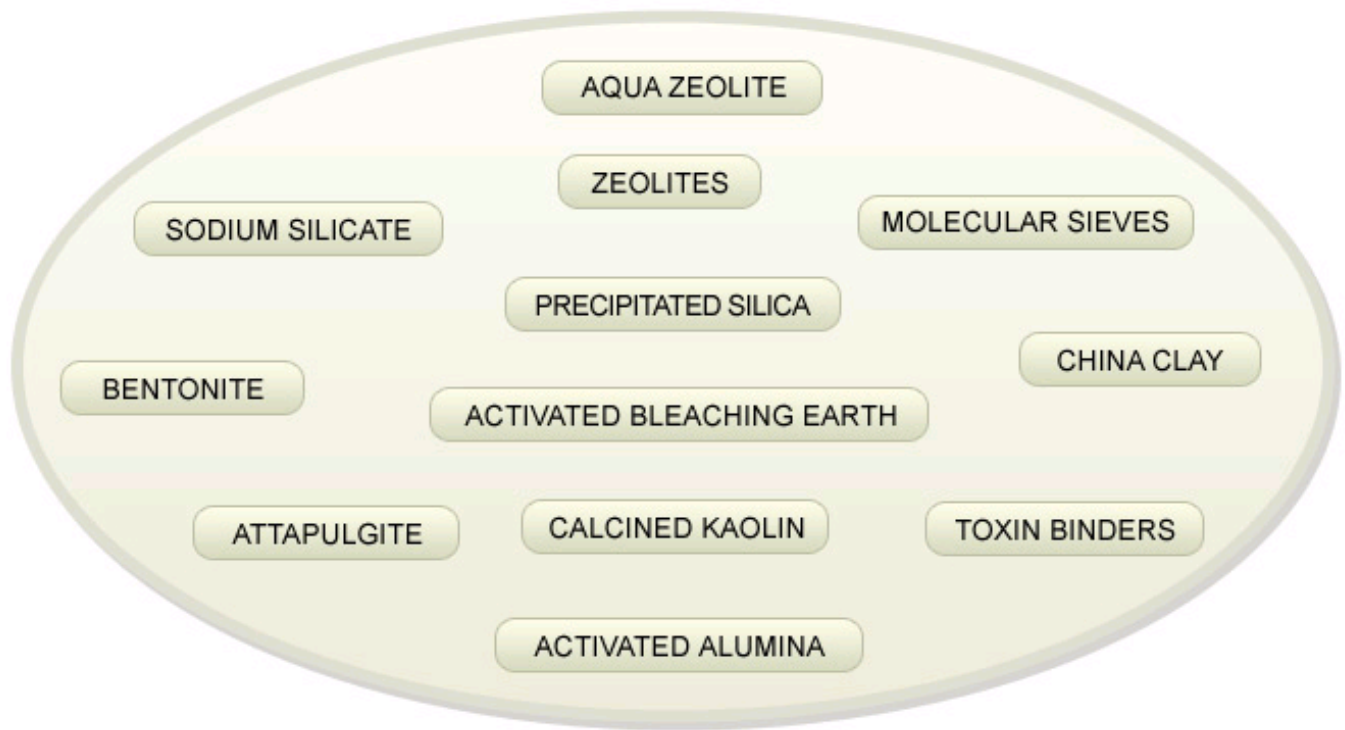 AQUA ZEOLITE
ZEOLITES
SODIUM SILICATE
MOLECULAR SIEVES
PRECIPITATED SILICA
CHINA CLAY
BENTONITE
ACTIVATED BLEACHING EARTH
ATTAPULGITE
CALCINED KAOLIN
TOXIN BINDERS
ACTIVATED ALUMINA